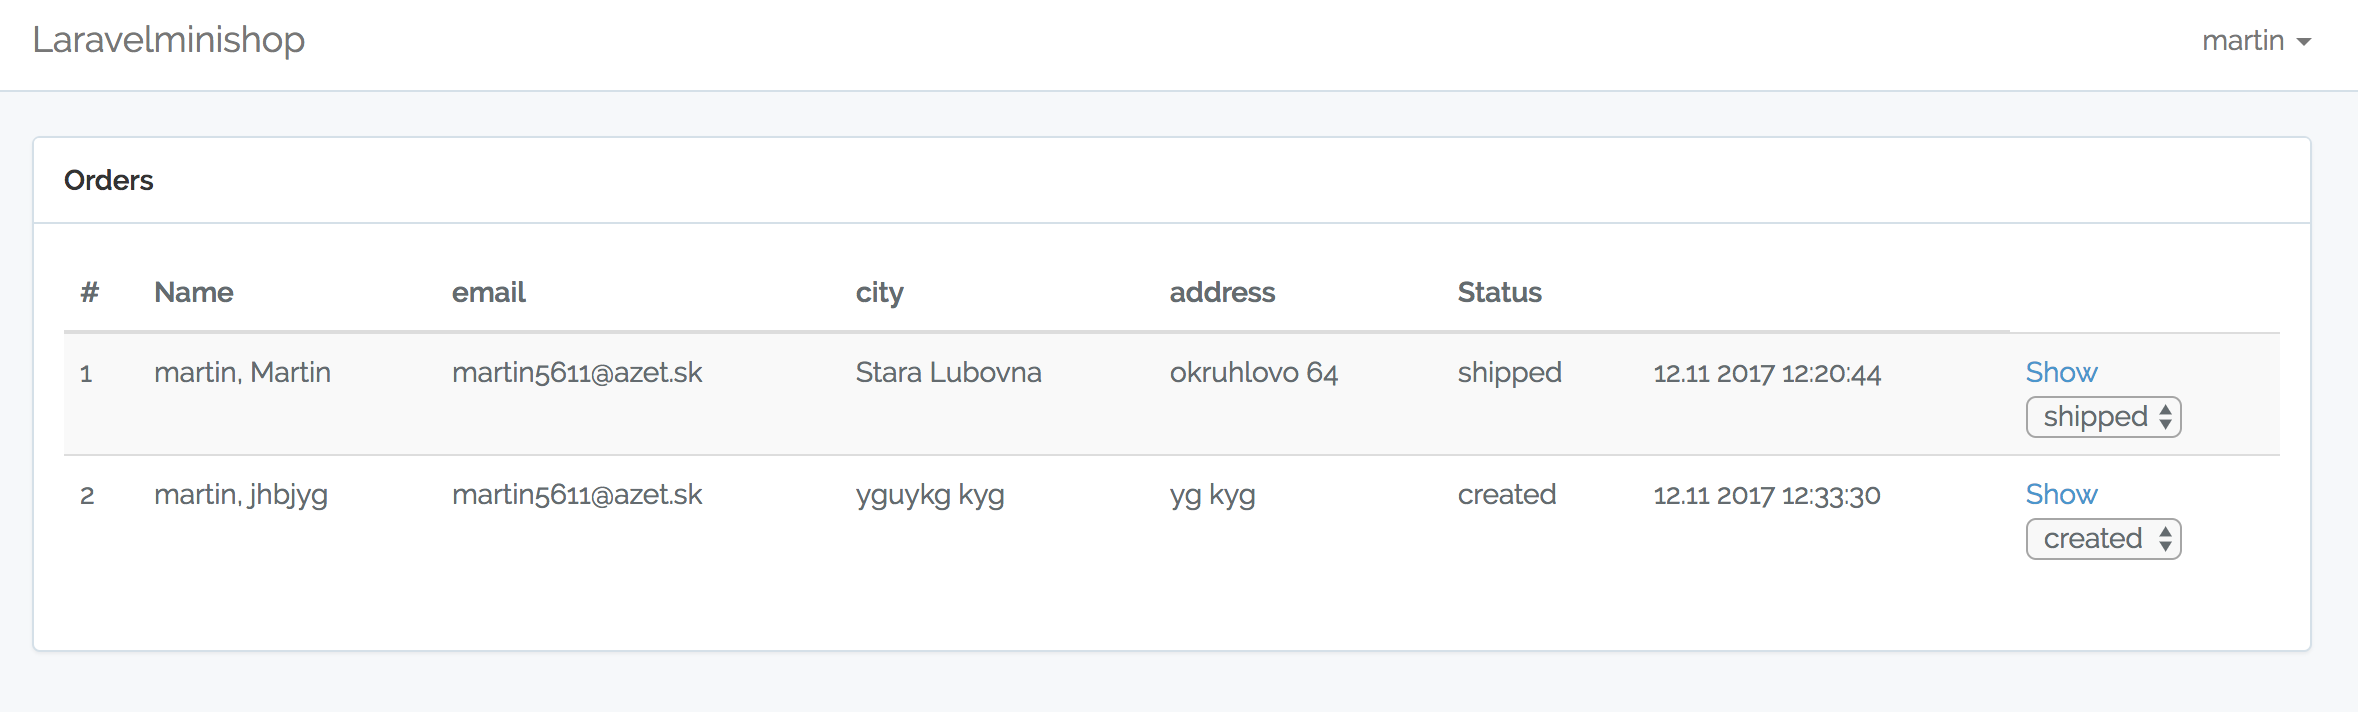 Laravelminishop martin
Orders
# Name email city address Status
1 martin, Martin martin5611@azet.sk Stara Lubovna okruhlovo 64 shipped 12.11 2017 12:20:44 Show
shipped
2 martin, jhbjyg martin5611@azet.sk yguykg kyg yg kyg created 12.11 2017 12:33:30 Show
created